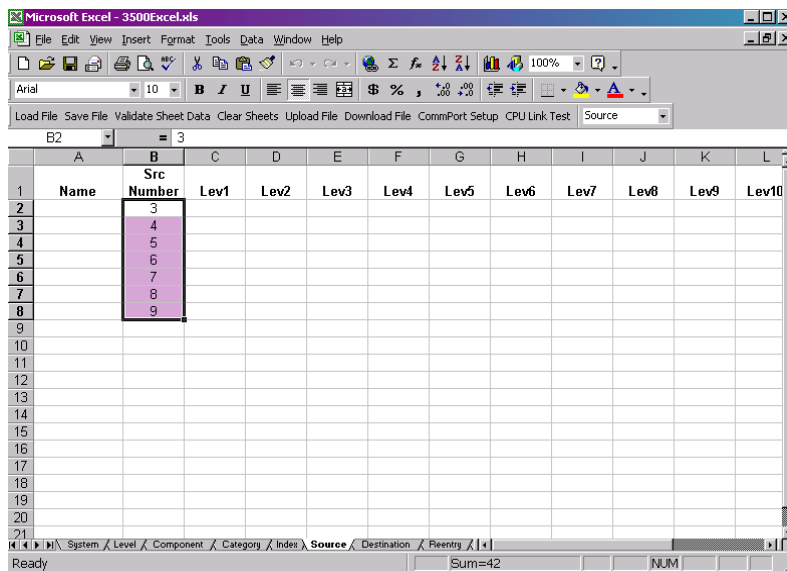 Microsoft Excel - 3500Excel.xls
File Edit View Insert Format Tools Data Window Help
100%
Arial 10 B I U $ % ,
Load File Save File Validate Sheet Data Clear Sheets Upload File Download File CommPort Setup CPU Link Test Source
B2 = 3
A B C D E F G H I J K L
1 Name Src Number Lev1 Lev2 Lev3 Lev4 Lev5 Lev6 Lev7 Lev8 Lev9 Lev10
2 3
3 4
4 5
5 6
6 7
7 8
8 9
9
10
11
12
13
14
15
16
17
18
19
20
21
System Level Component Category Index Source Destination Reentry
Ready Sum=42 NUM